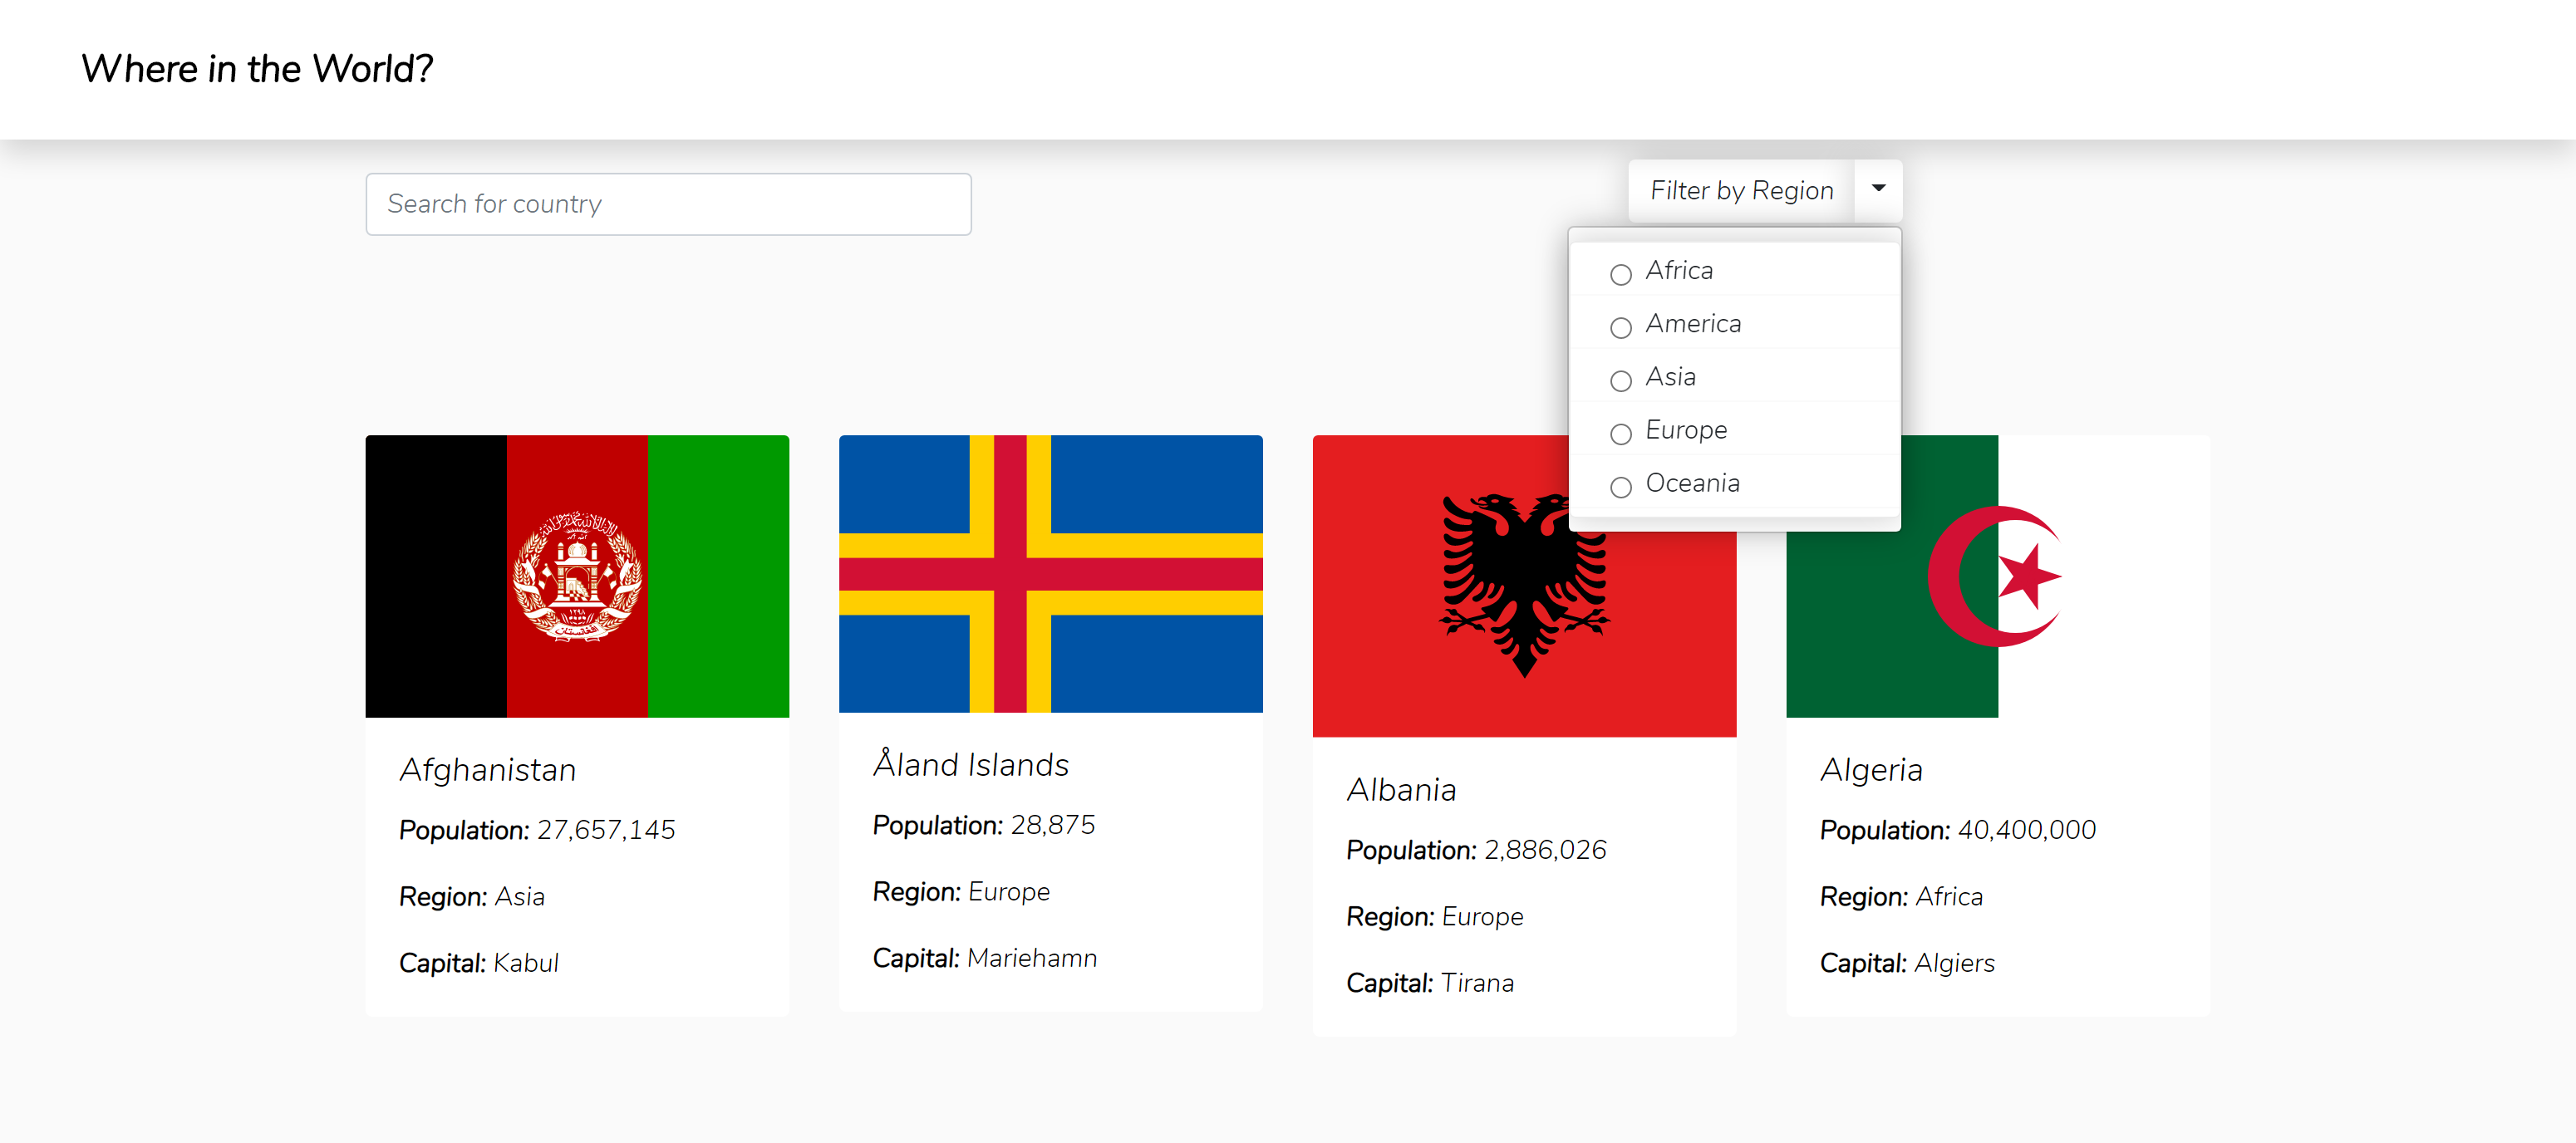 Where in the World?
Search for country
Filter by Region
Africa
America
Asia
Europe
Oceania
Afghanistan
Population: 27,657,145
Region: Asia
Capital: Kabul
Åland Islands
Population: 28,875
Region: Europe
Capital: Mariehamn
Albania
Population: 2,886,026
Region: Europe
Capital: Tirana
Algeria
Population: 40,400,000
Region: Africa
Capital: Algiers